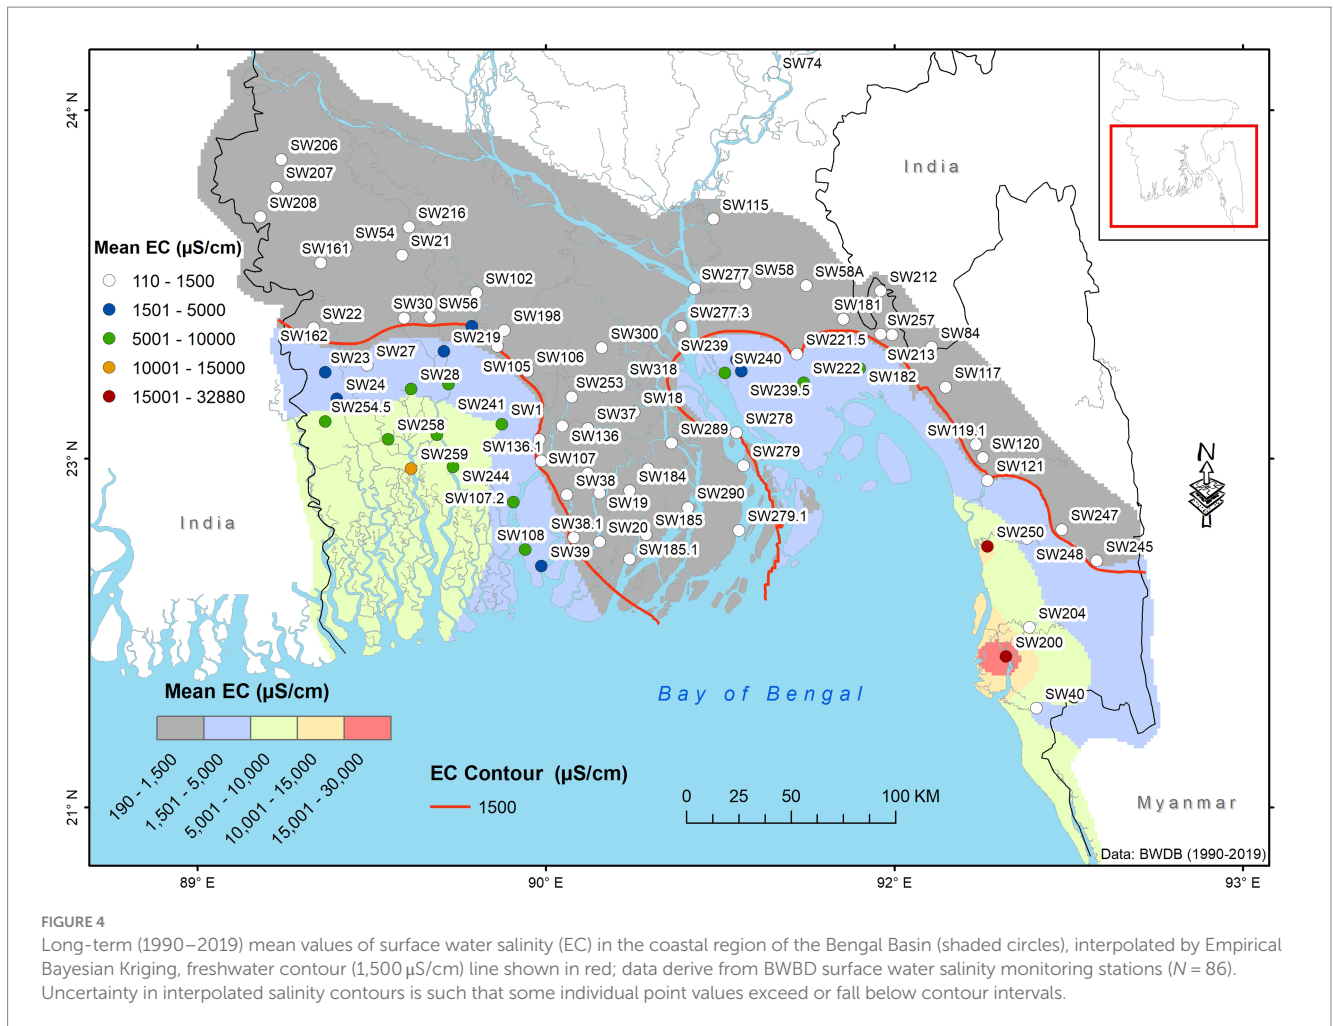 SW74
24° N
India
SW206
SW207
SW208
SW216
SW115
SW54
SW21
SW161
Mean EC (µS/cm)
110 - 1500
1501 - 5000
5001 - 10000
10001 - 15000
15001 - 32880
SW102
SW277
SW58
SW58A
SW212
SW22
SW30
SW56
SW198
SW277.3
SW181
SW257
SW162
SW219
SW300
SW239
SW221.5
SW84
SW23
SW27
SW105
SW106
SW318
SW240
SW213
SW24
SW28
SW253
SW18
SW239.5
SW222
SW182
SW117
SW254.5
SW241
SW1
SW37
SW278
SW258
SW136.1
SW136
SW289
SW119.1
SW120
23° N
SW259
SW107
SW279
SW121
SW244
SW38
SW184
SW107.2
SW19
SW290
India
SW38.1
SW20
SW185
SW279.1
SW247
SW108
SW39
SW185.1
SW250
SW248
SW245
N
SW204
SW200
SW40
Mean EC (µS/cm)
190 - 1,500
1,501 - 5,000
5,001 - 10,000
10,001 - 15,000
15,001 - 30,000
Bay of Bengal
EC Contour (µS/cm)
1500
0 25 50 100 KM
21° N
Myanmar
Data: BWDB (1990-2019)
89° E
90° E
92° E
93° E
FIGURE 4
Long-term (1990–2019) mean values of surface water salinity (EC) in the coastal region of the Bengal Basin (shaded circles), interpolated by Empirical
Bayesian Kriging, freshwater contour (1,500 µS/cm) line shown in red; data derive from BWBD surface water salinity monitoring stations (N = 86).
Uncertainty in interpolated salinity contours is such that some individual point values exceed or fall below contour intervals.